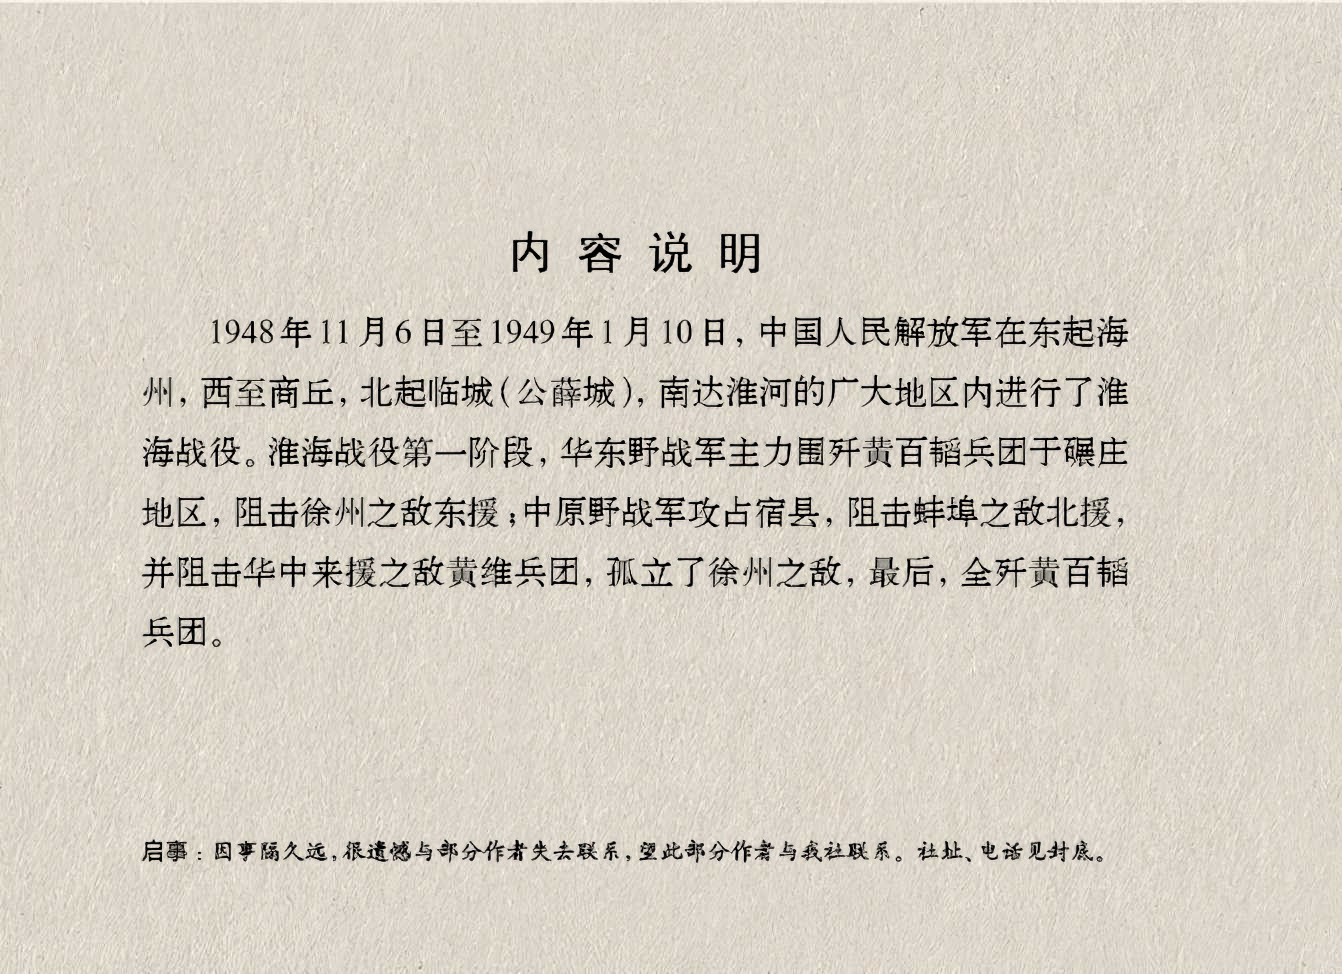 内容说明
1948年11月6日至1949年1月10日，中国人民解放军在东起海
州，西至商丘，北起临城（公薛城），南达淮河的广大地区内进行了淮
海战役。淮海战役第一阶段，华东野战军主力围歼黄百韬兵团于碾庄
地区，阻击徐州之敌东援；中原野战军攻占宿县，阻击蚌埠之敌北援，
并阻击华中来援之敌黄维兵团，孤立了徐州之敌，最后，全歼黄百韬
兵团。
启事：因事隔久远，很遗憾与部分作者失去联系，望此部分作者与我社联系。社址、电话见封底。